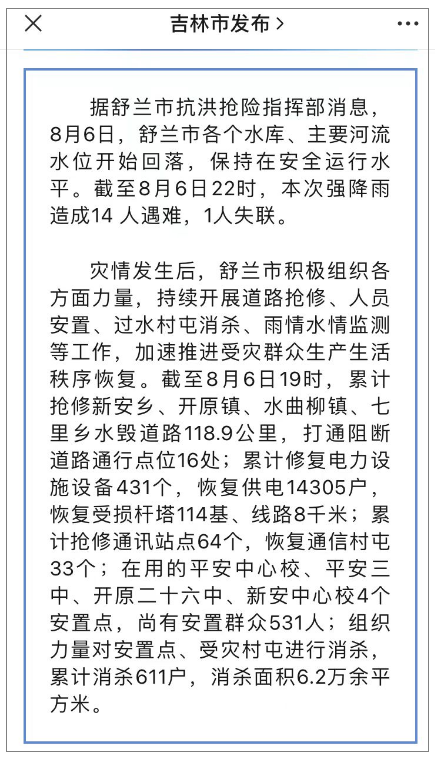 吉林市发布
据舒兰市抗洪抢险指挥部消息，
8月6日，舒兰市各个水库、主要河流
水位开始回落，保持在安全运行水
平。截至8月6日22时，本次强降雨
造成14 人遇难，1人失联。
灾情发生后，舒兰市积极组织各
方面力量，持续开展道路抢修、人员
安置、过水村屯消杀、雨情水情监测
等工作，加速推进受灾群众生产生活
秩序恢复。截至8月6日19时，累计
抢修新安乡、开原镇、水曲柳镇、七
里乡水毁道路118.9公里，打通阻断
道路通行点位16处；累计修复电力设
施设备431个，恢复供电14305户，
恢复受损杆塔114基、线路8千米；累
计抢修通讯站点64个，恢复通信村屯
33个；在用的平安中心校、平安三
中、开原二十六中、新安中心校4个
安置点，尚有安置群众531人；组织
力量对安置点、受灾村屯进行消杀，
累计消杀611户，消杀面积6.2万余平
方米。